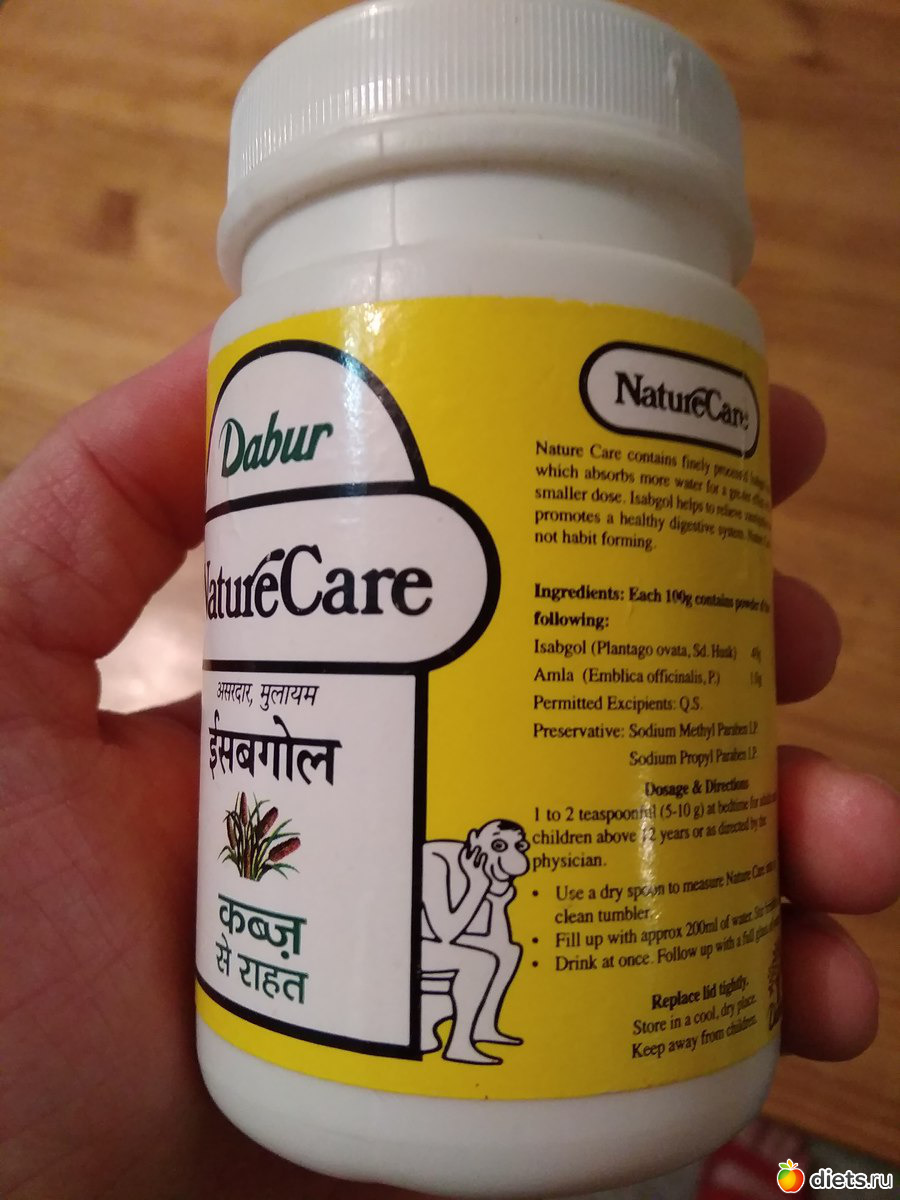 Dabur
NatureCare
असरदार, मुलायम
ईसबगोल
कब्ज़
से राहत
NatureCare
Nature Care contains finely
which absorbs more water for a
smaller dose. Isabgol helps to relieve
promotes a healthy digestive system.
not habit forming.
Ingredients: Each 100g contains powder of the
following:
Isabgol (Plantago ovata, Sd. Husk)
Amla (Emblica officinalis, P.)
Permitted Excipients: Q.S.
Preservative: Sodium Methyl Paraben I.P.
Sodium Propyl Paraben I.P.
Dosage & Directions
1 to 2 teaspoonful (5-10 g) at bedtime for
children above 12 years or as directed by the
physician.
• Use a dry spoon to measure Nature Care
clean tumbler.
• Fill up with approx 200ml of water. Stir
• Drink at once. Follow up with a full glass
Replace lid tightly.
Store in a cool, dry place.
Keep away from children.
diets.ru